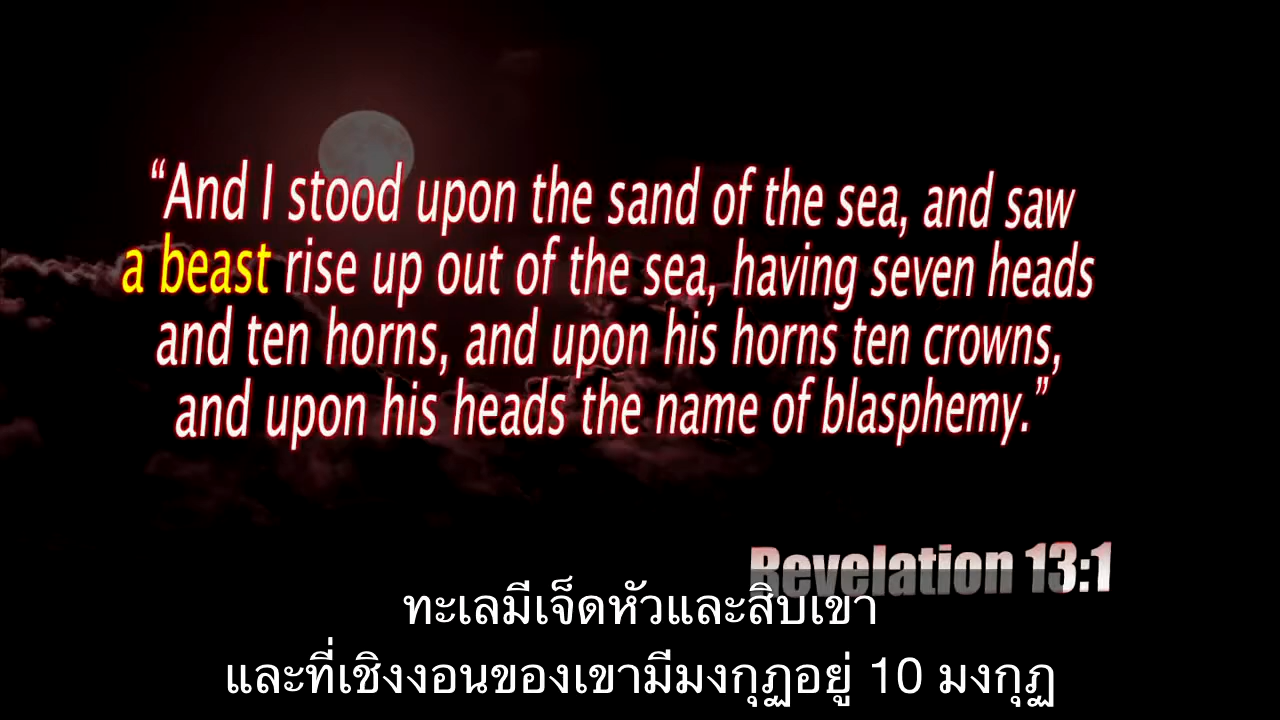 “And I stood upon the sand of the sea, and saw
a beast rise up out of the sea, having seven heads
and ten horns, and upon his horns ten crowns,
and upon his heads the name of blasphemy.”
Revelation 13:1
ทะเลมีเจ็ดหัวและสิบเขา
และที่เชิงงอนของเขามีมงกุฏอยู่ 10 มงกุฏ